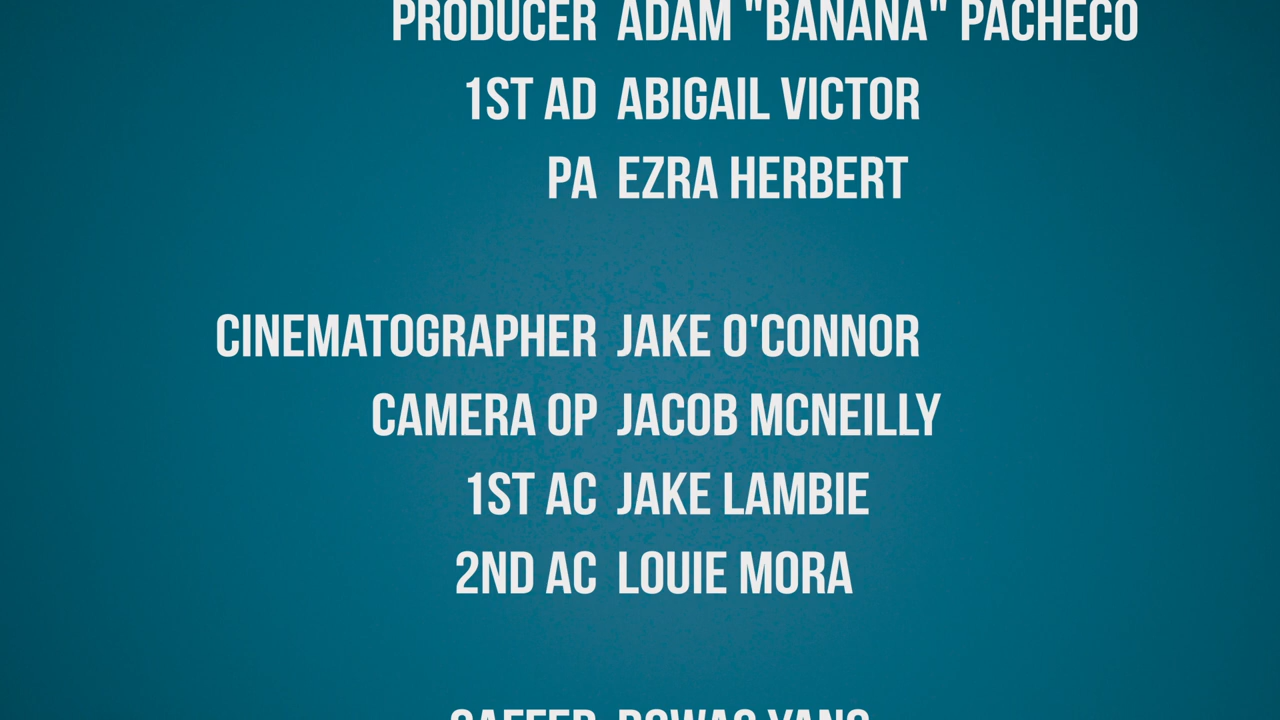 PRODUCER ADAM "BANANA" PACHECO
1ST AD ABIGAIL VICTOR
PA EZRA HERBERT
CINEMATOGRAPHER JAKE O'CONNOR
CAMERA OP JACOB MCNEILLY
1ST AC JAKE LAMBIE
2ND AC LOUIE MORA
GAFFER